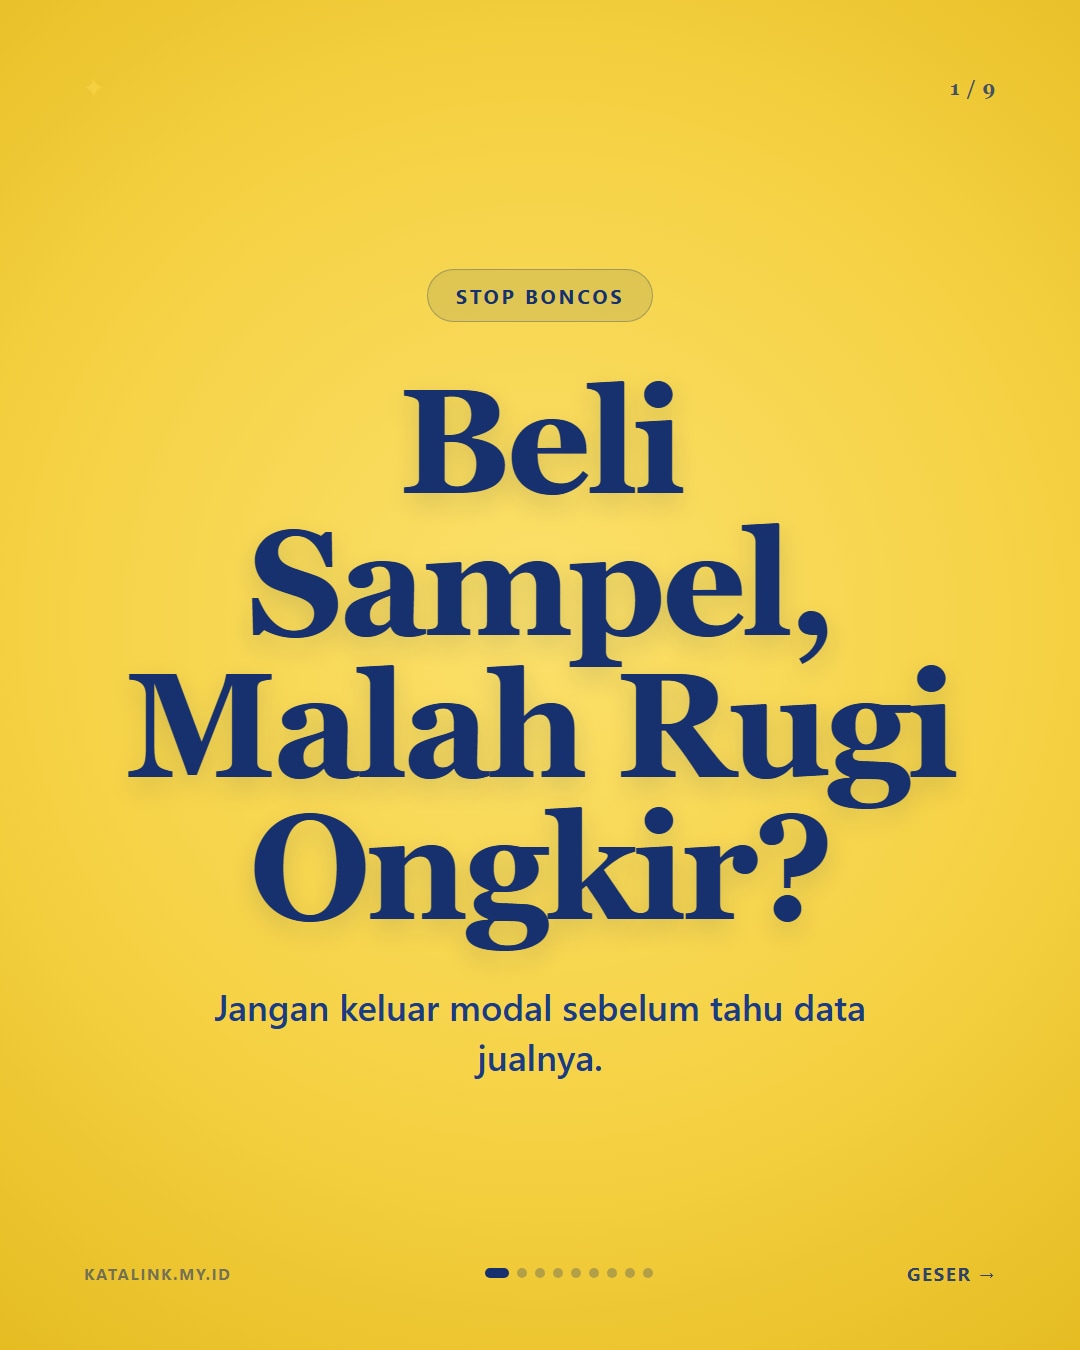 1 / 9
STOP BONCOS
Beli
Sampel,
Malah Rugi
Ongkir?
Jangan keluar modal sebelum tahu data
jualnya.
KATALINK.MY.ID
GESER →